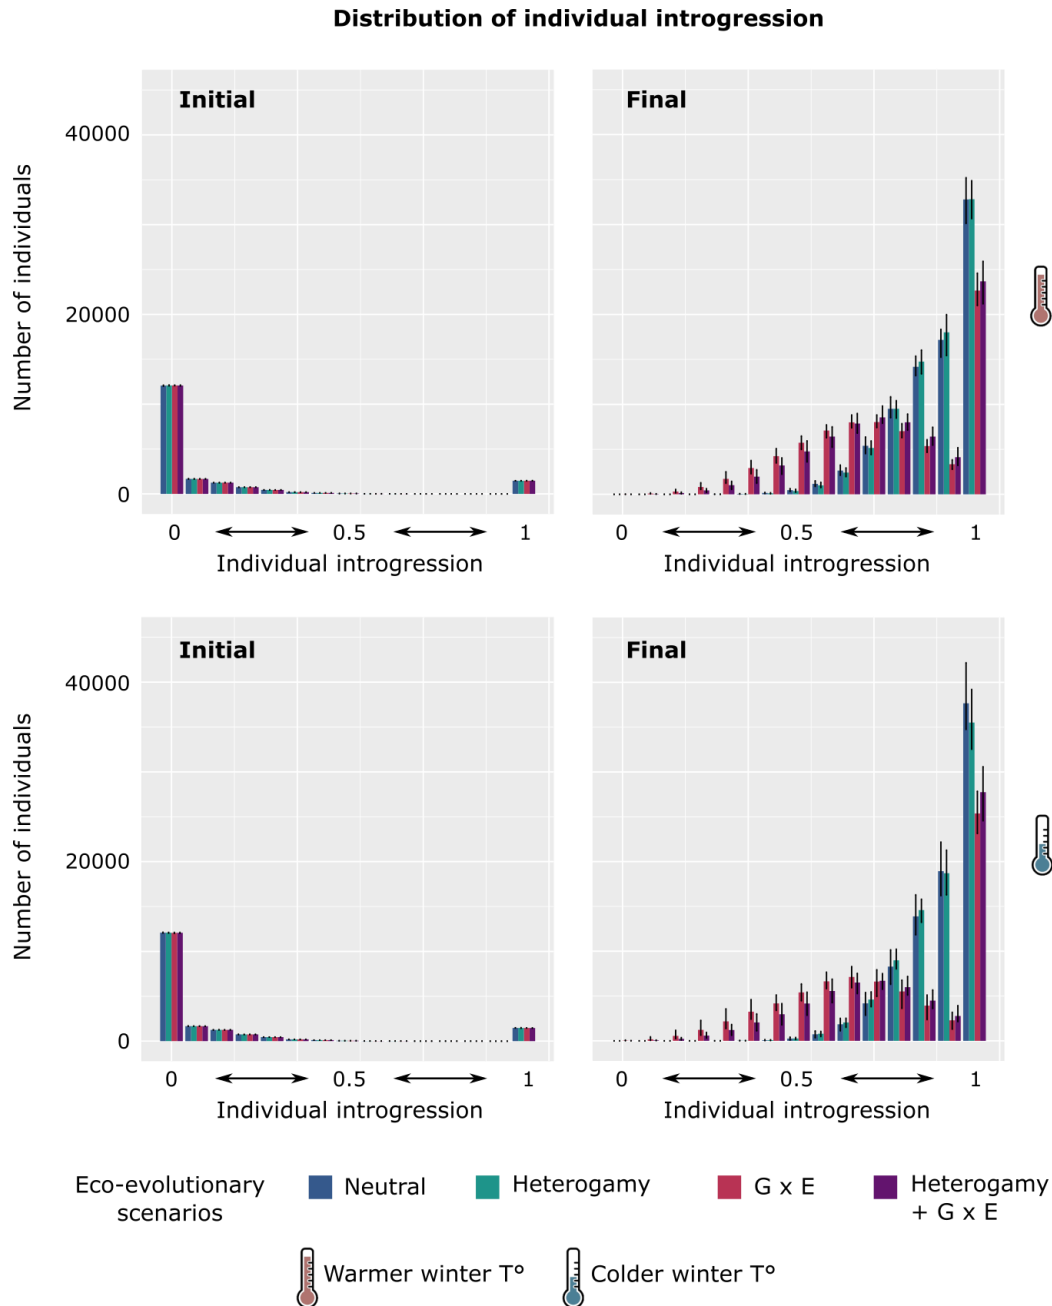 Distribution of individual introgression
Initial
Final
40000
20000
0
Number of individuals
0
0.5
1
Individual introgression
0
0.5
1
Individual introgression
Initial
Final
40000
20000
0
Number of individuals
0
0.5
1
Individual introgression
0
0.5
1
Individual introgression
Eco-evolutionary
scenarios
Neutral
Heterogamy
G x E
Heterogamy
+ G x E
Warmer winter T°
Colder winter T°